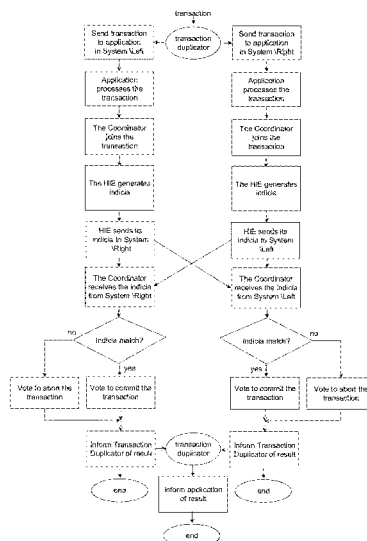 transaction
Send transaction
to application
in System \Left
transaction
duplicator
Send transaction
to application
in System \Right
Application
processes the
transaction
Application
processes the
transaction
The Coordinator
joins the
transaction
The Coordinator
joins the
transaction
The HIE generates
indicia
The HIE generates
indicia
HIE sends its
indicia to System
\Right
HIE sends its
indicia to System
\Left
The Coordinator
receives the indicia
from System \Right
The Coordinator
receives the indicia
from System \Left
no
Indicia match?
yes
Indicia match?
no
yes
Vote to abort the
transaction
Vote to commit the
transaction
Vote to commit the
transaction
Vote to abort the
transaction
Inform Transaction
Duplicator of result
transaction
duplicator
Inform Transaction
Duplicator of result
end
Inform application
of result
end
end